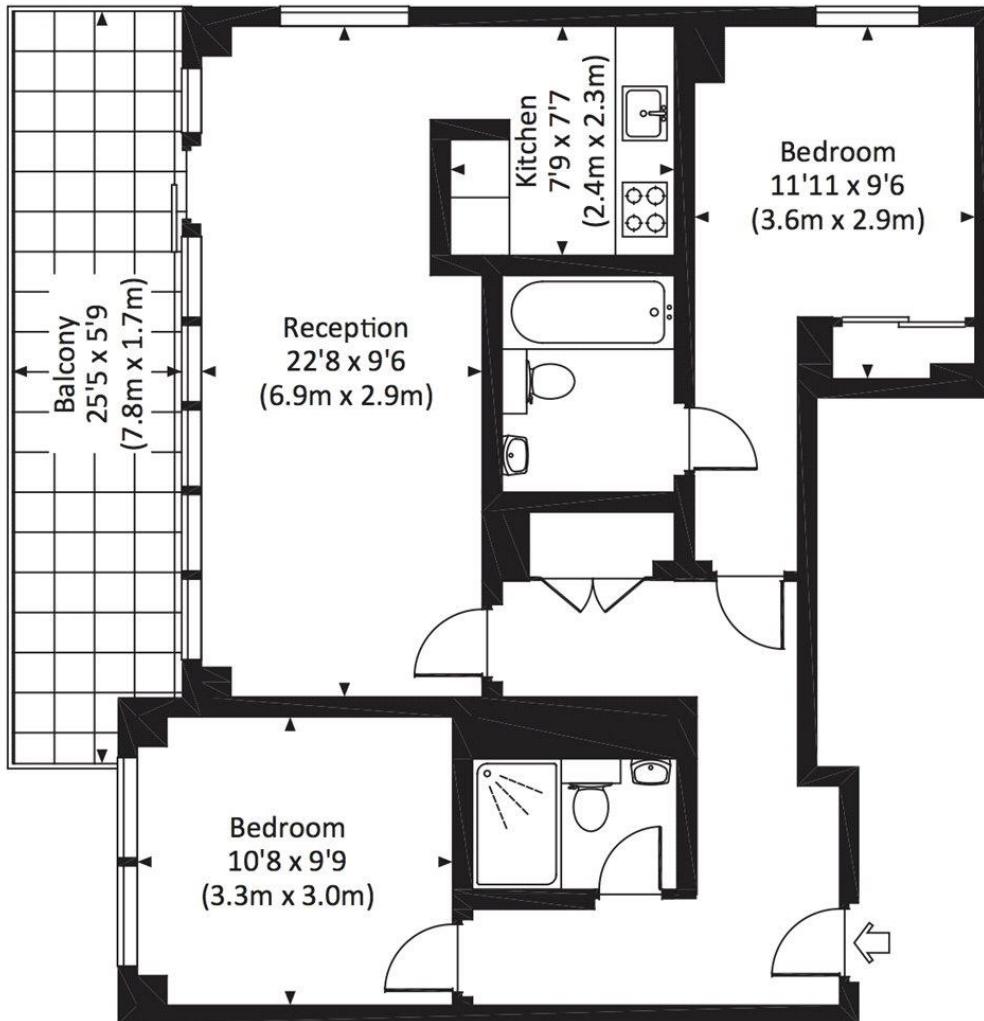 Kitchen
7'9 x 7'7
(2.4m x 2.3m)
Bedroom
11'11 x 9'6
(3.6m x 2.9m)
Balcony
25'5 x 5'9
(7.8m x 1.7m)
Reception
22'8 x 9'6
(6.9m x 2.9m)
Bedroom
10'8 x 9'9
(3.3m x 3.0m)